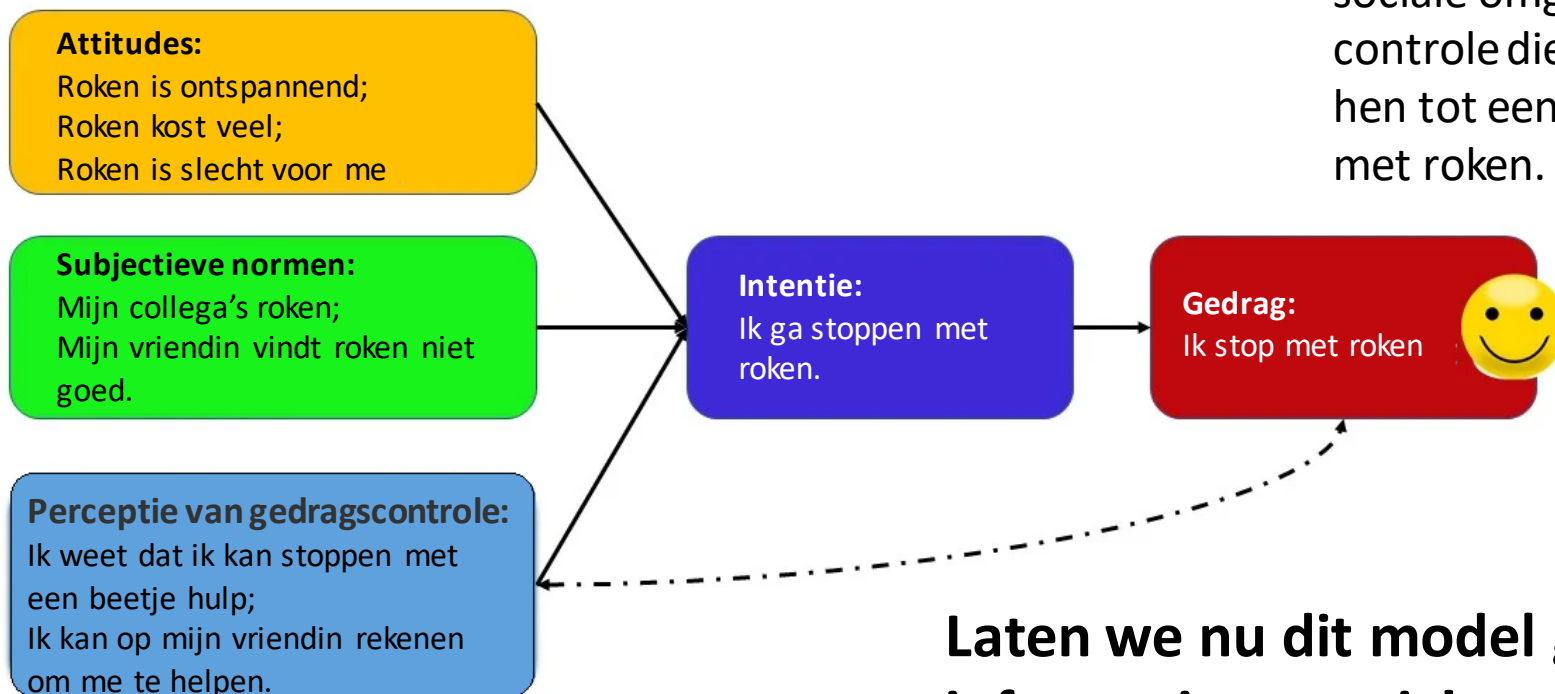 sociale
controle die
hen tot een
met roken.
Attitudes:
Roken is ontspannend;
Roken kost veel;
Roken is slecht voor me
Subjectieve normen:
Mijn collega's roken;
Mijn vriendin vindt roken niet
goed.
Perceptie van gedragscontrole:
Ik weet dat ik kan stoppen met
een beetje hulp;
Ik kan op mijn vriendin rekenen
om me te helpen.
Intentie:
Ik ga stoppen met
roken.
Gedrag:
Ik stop met roken
Laten we nu dit model